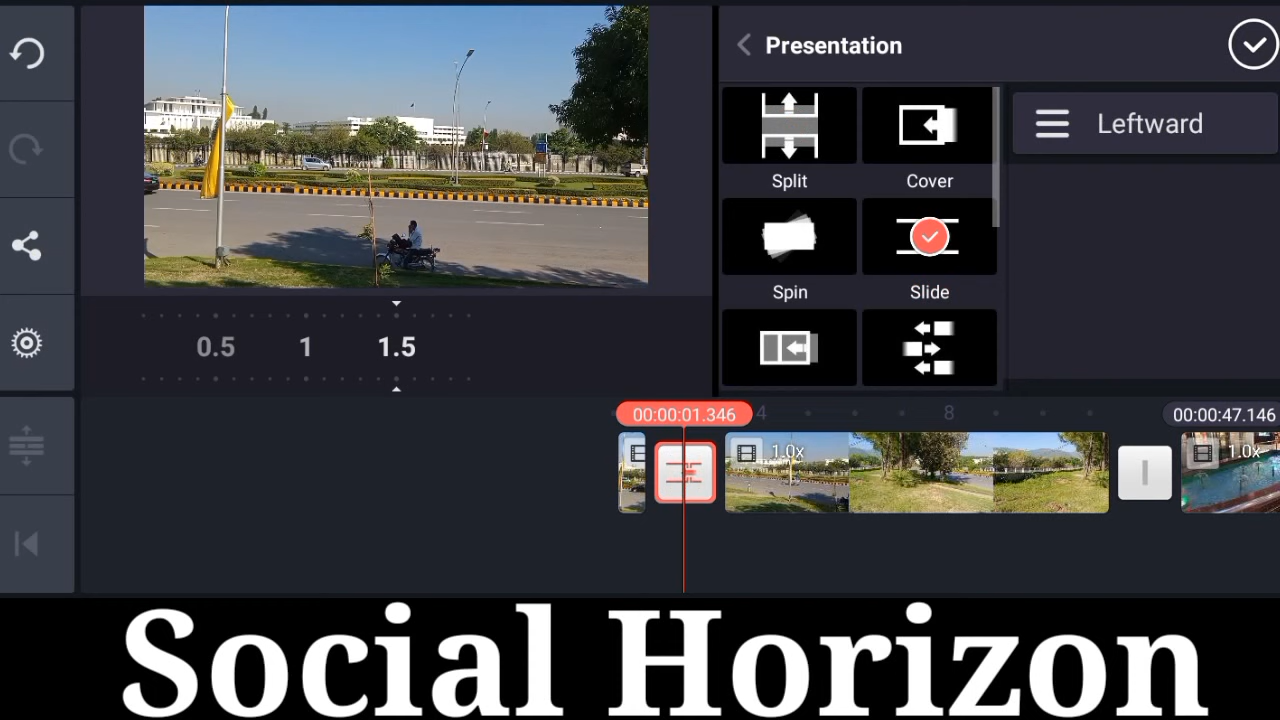 Presentation
Leftward
Split
Cover
Spin
Slide
0.5 1 1.5
00:00:01.346
4
8
00:00:47.146
1.0x
1.0x
Social Horizon